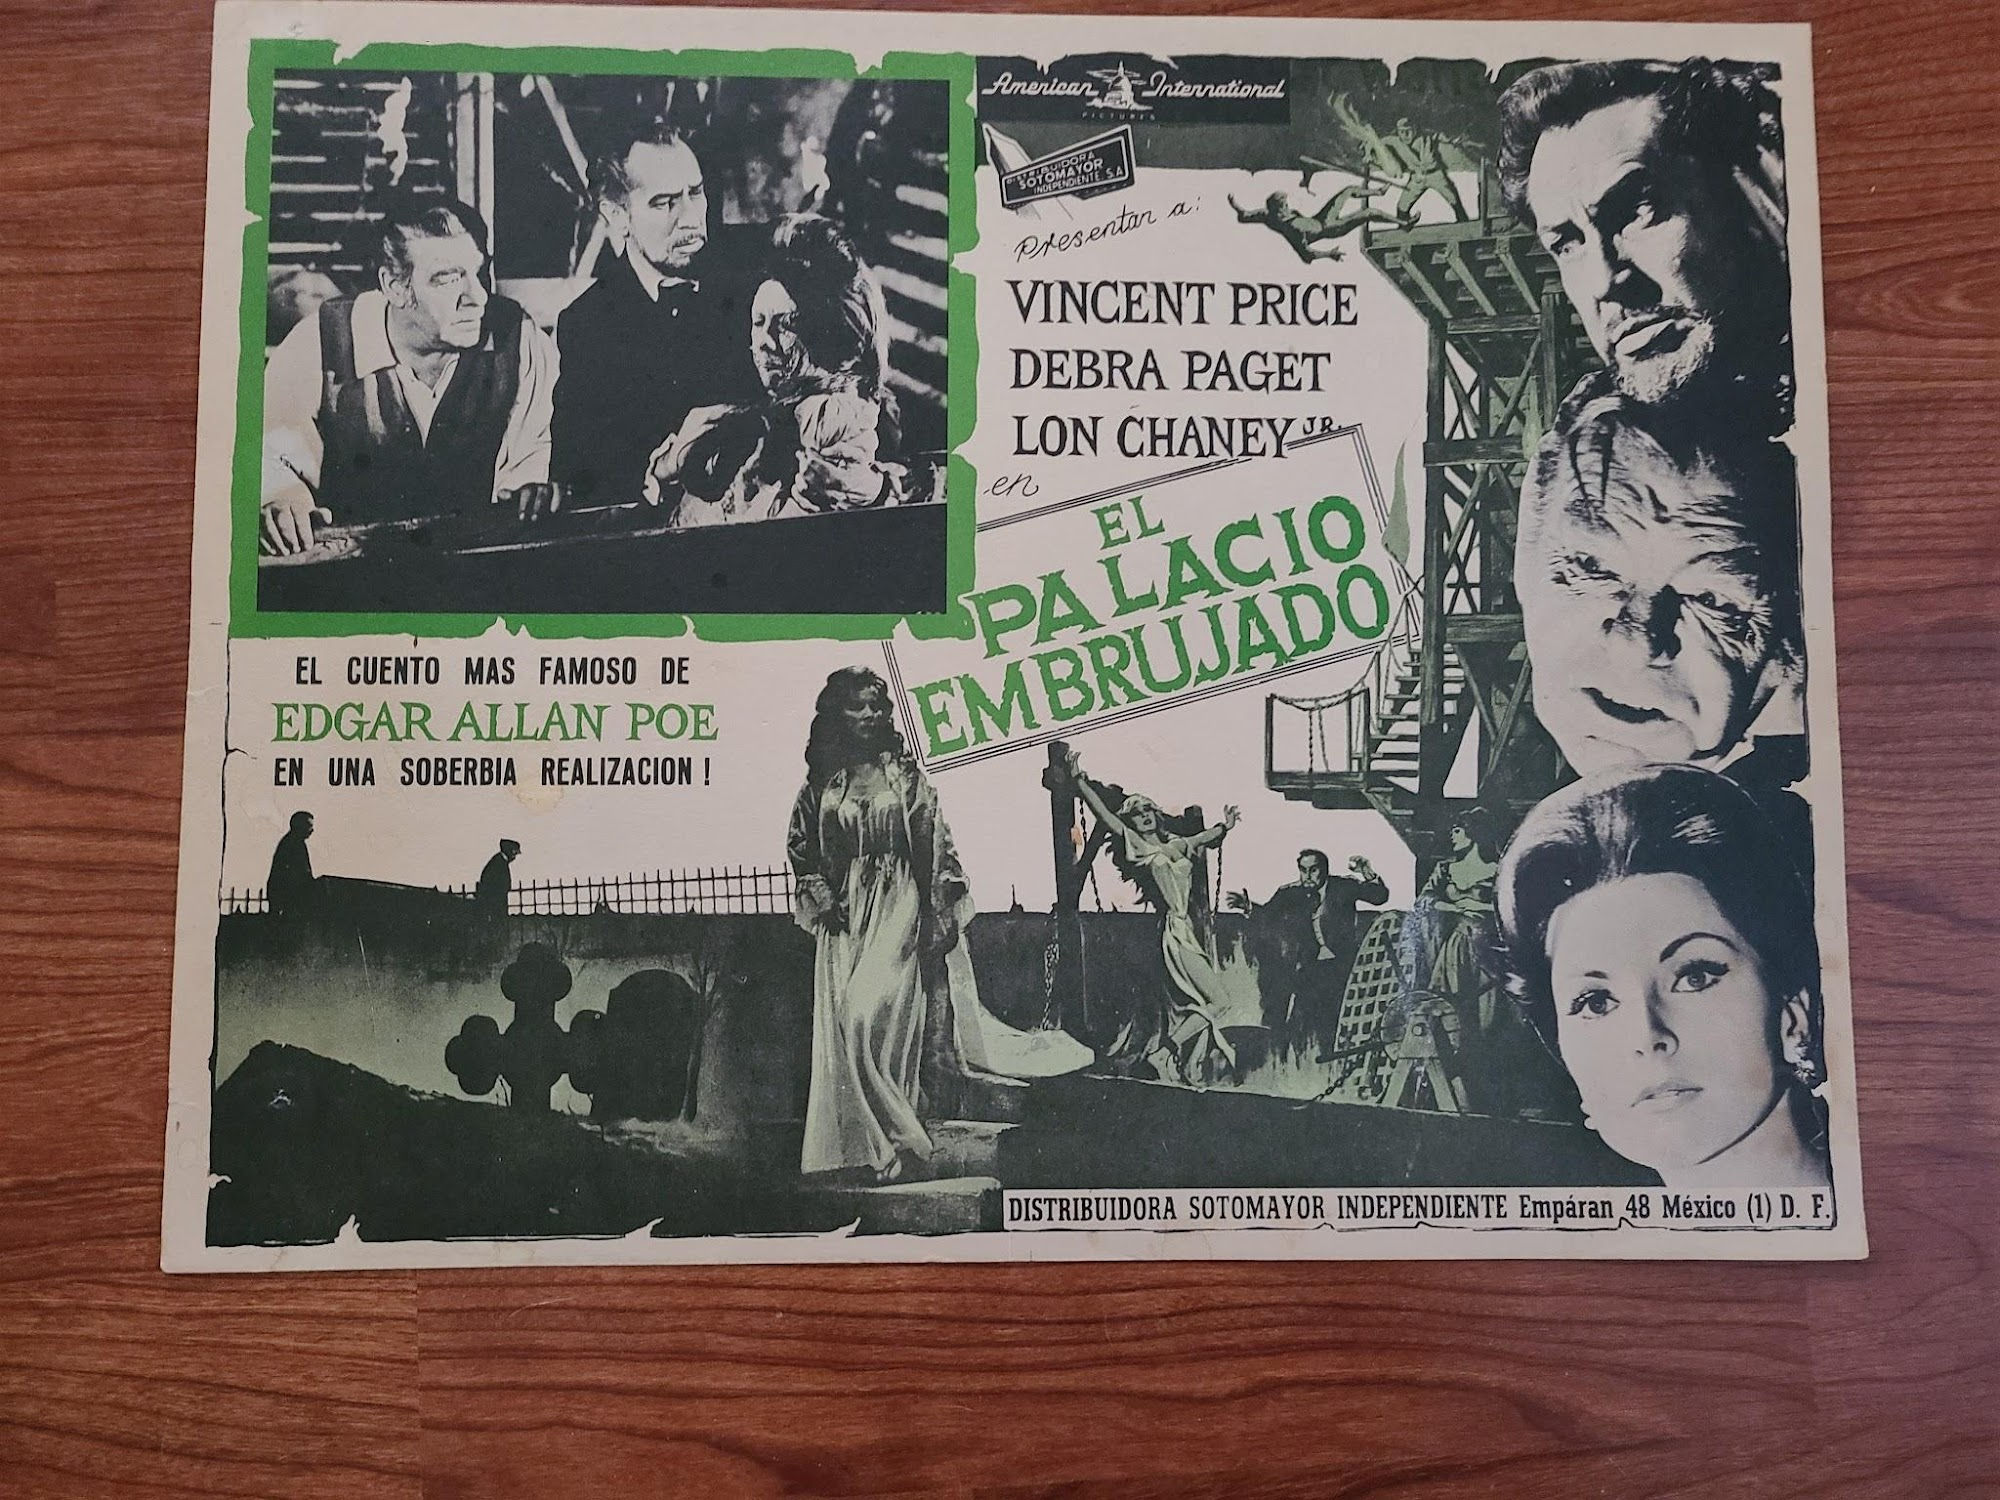 American International
PICTURES
DISTRIBUIDORA
SOTOMAYOR
INDEPENDIENTE S.A
Presentan a:
VINCENT PRICE
DEBRA PAGET
LON CHANEY JR.
en
EL
PALACIO
EMBRUJADO
EL CUENTO MAS FAMOSO DE
EDGAR ALLAN POE
EN UNA SOBERBIA REALIZACION !
DISTRIBUIDORA SOTOMAYOR INDEPENDIENTE Empáran 48 México (1) D. F.